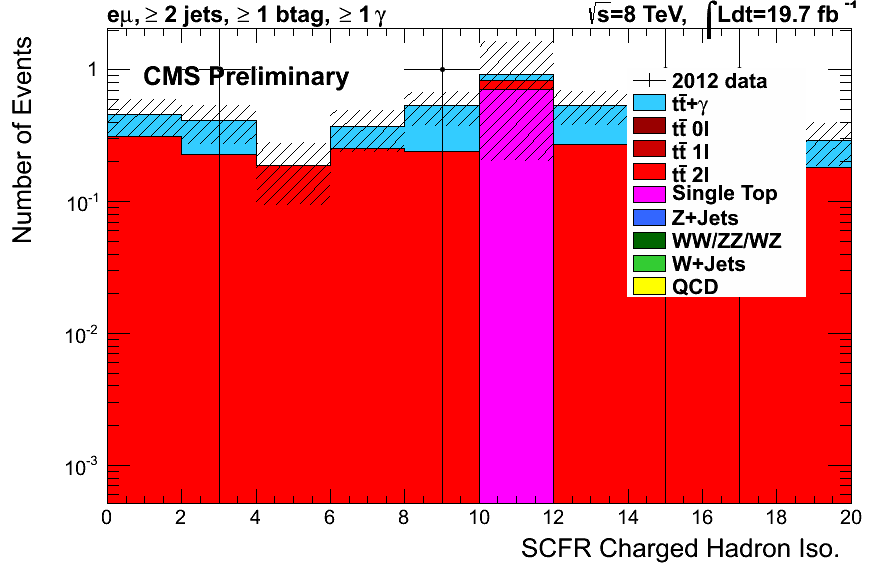 eμ, ≥ 2 jets, ≥ 1 btag, ≥ 1 γ
√s=8 TeV, ∫Ldt=19.7 fb⁻¹
CMS Preliminary
Number of Events
1
10⁻¹
10⁻²
10⁻³
2012 data
tt̄+γ
tt̄ 0l
tt̄ 1l
tt̄ 2l
Single Top
Z+Jets
WW/ZZ/WZ
W+Jets
QCD
0 2 4 6 8 10 12 14 16 18 20
SCFR Charged Hadron Iso.